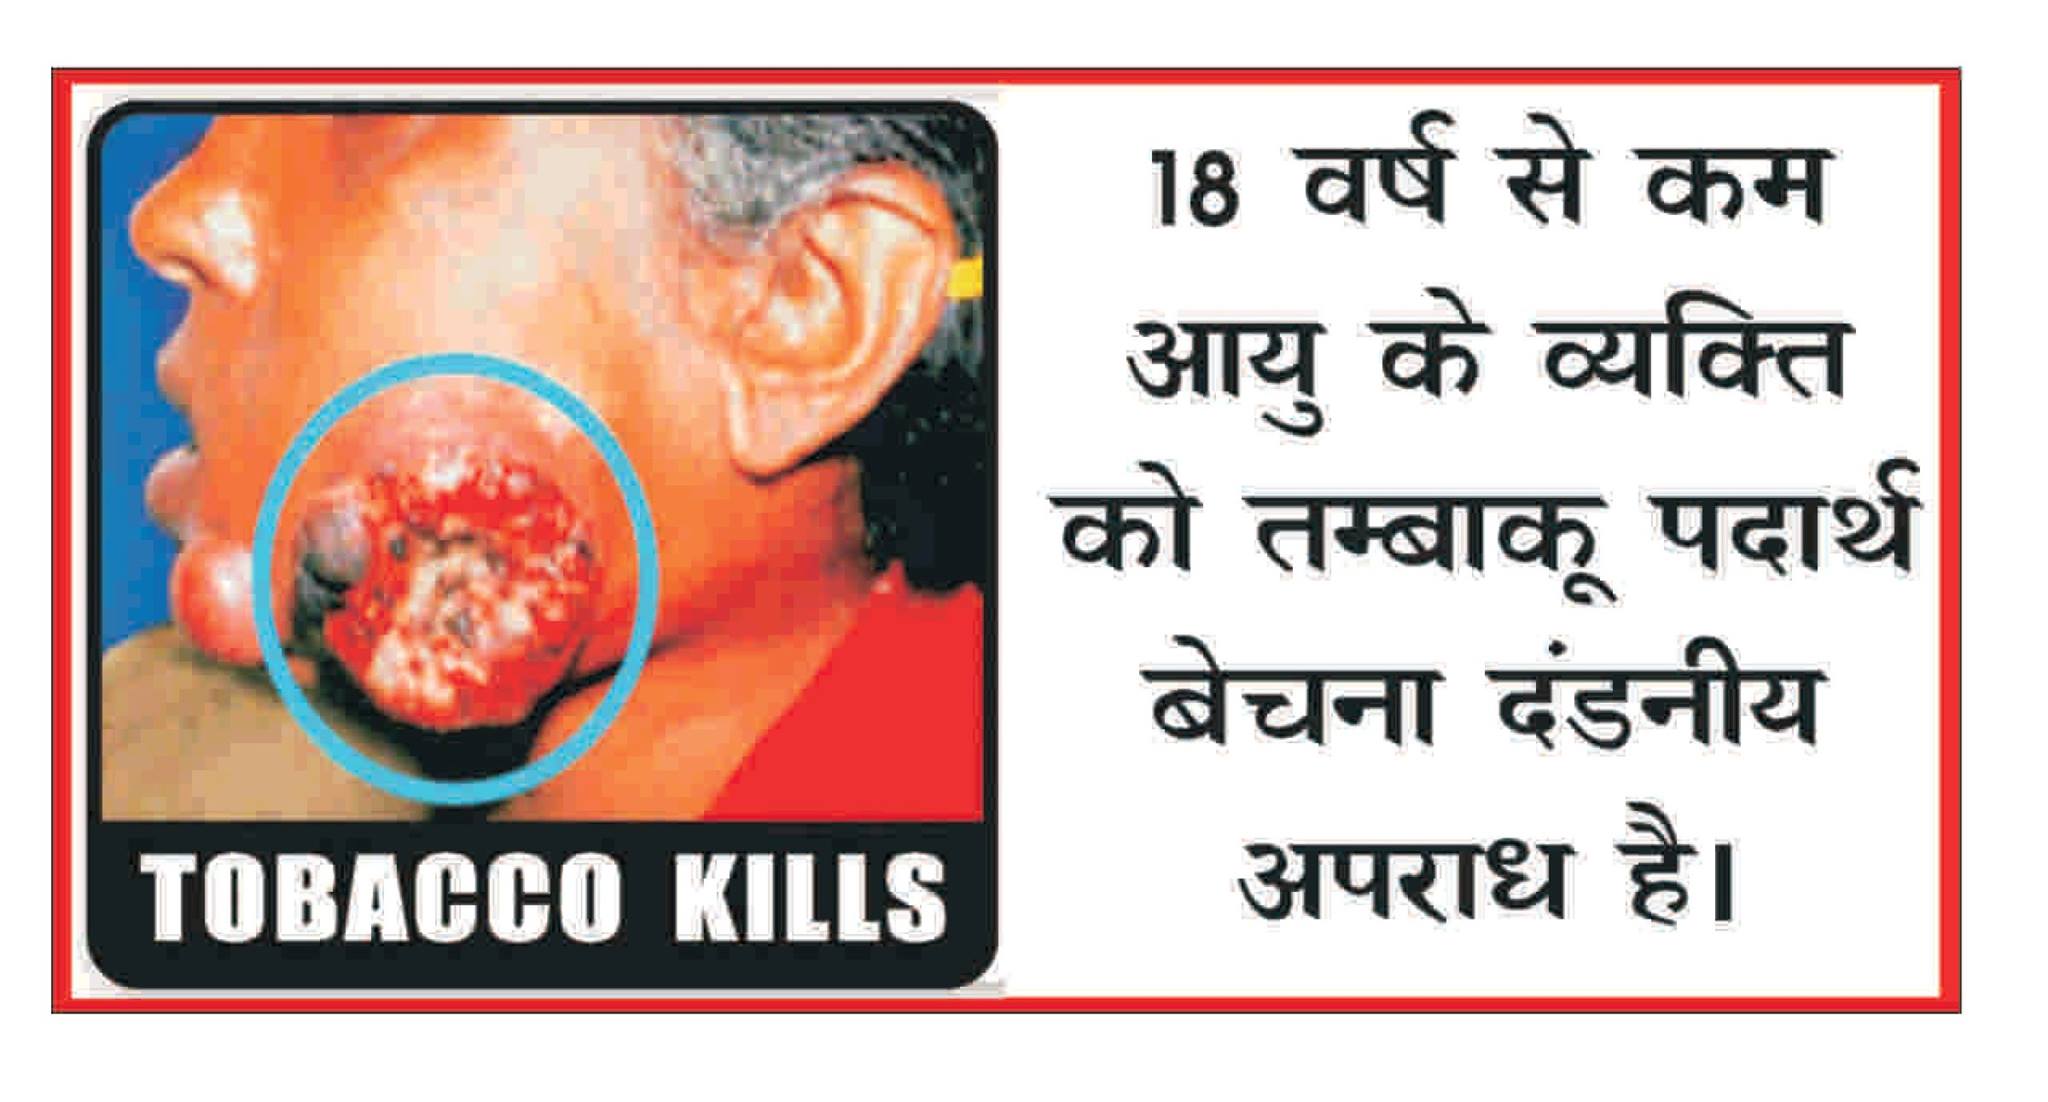 TOBACCO KILLS
18 वर्ष से कम
आयु के व्यक्ति
को तम्बाकू पदार्थ
बेचना दंडनीय
अपराध है।